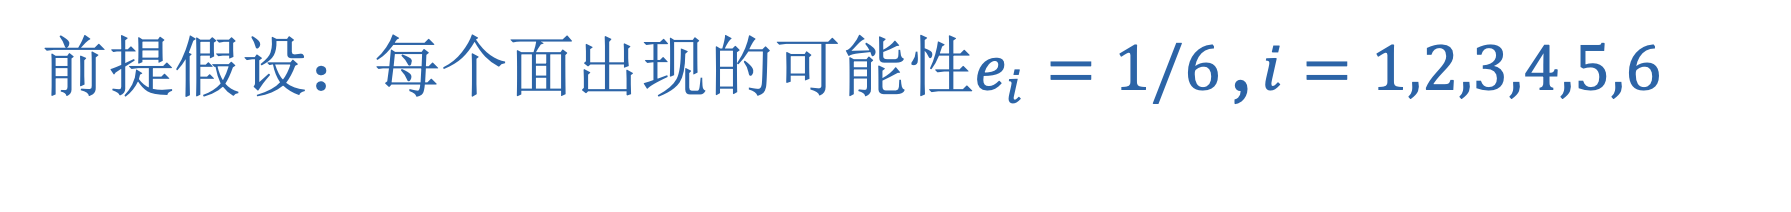 前提假设：每个面出现的可能性eᵢ = 1/6，i = 1,2,3,4,5,6